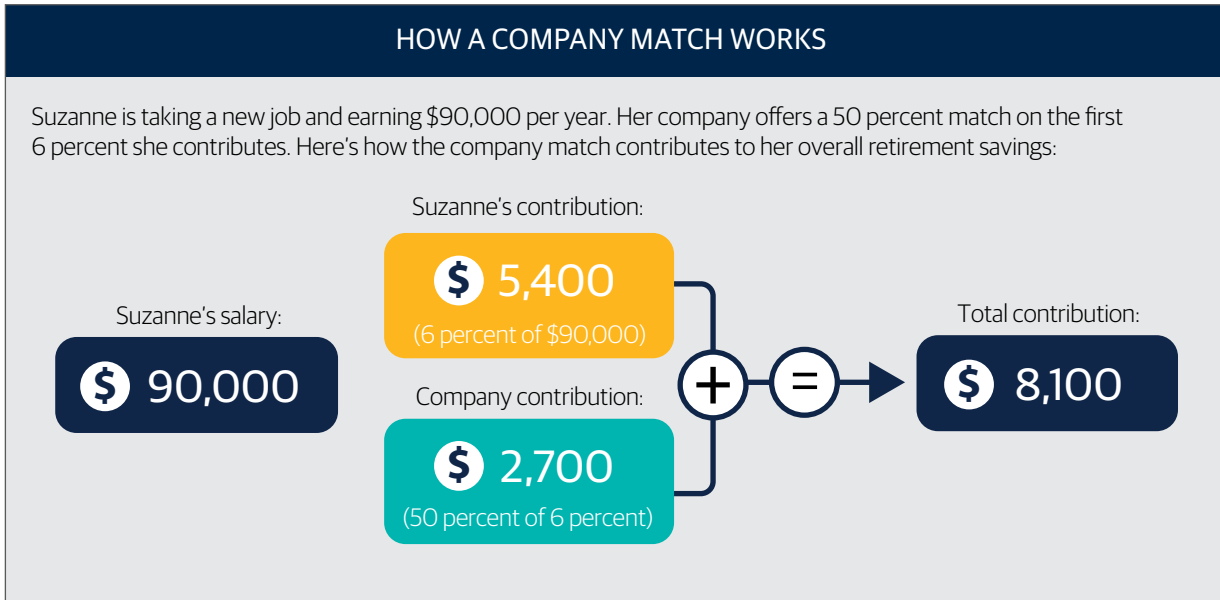 HOW A COMPANY MATCH WORKS
Suzanne is taking a new job and earning $90,000 per year. Her company offers a 50 percent match on the first
6 percent she contributes. Here's how the company match contributes to her overall retirement savings:
Suzanne's salary:
$ 90,000
Suzanne's contribution:
$ 5,400
(6 percent of $90,000)
Company contribution:
$ 2,700
(50 percent of 6 percent)
+
=
Total contribution:
$ 8,100